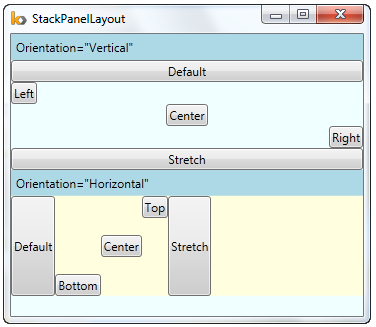 StackPanelLayout
Orientation="Vertical"
Default
Left
Center
Right
Stretch
Orientation="Horizontal"
Default
Bottom
Center
Top
Stretch